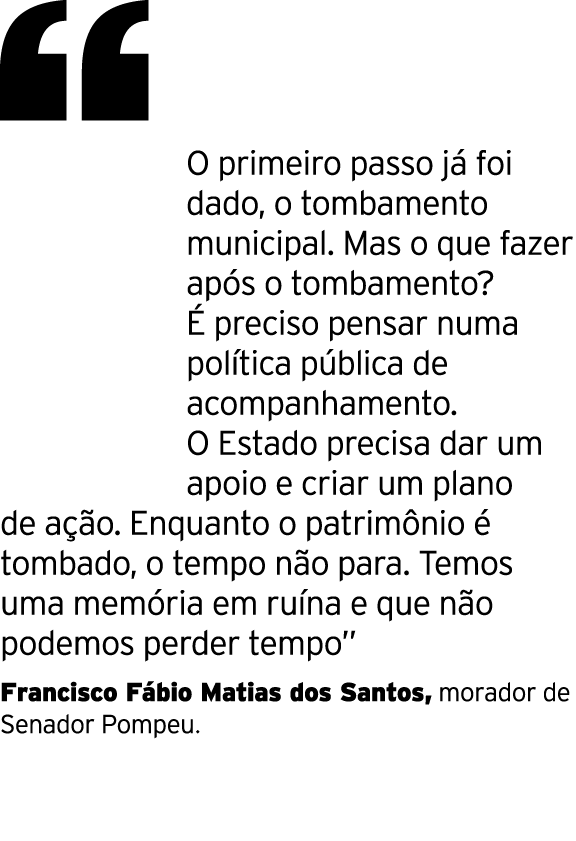 “
O primeiro passo já foi
dado, o tombamento
municipal. Mas o que fazer
após o tombamento?
É preciso pensar numa
política pública de
acompanhamento.
O Estado precisa dar um
apoio e criar um plano
de ação. Enquanto o patrimônio é
tombado, o tempo não para. Temos
uma memória em ruína e que não
podemos perder tempo”
Francisco Fábio Matias dos Santos, morador de
Senador Pompeu.